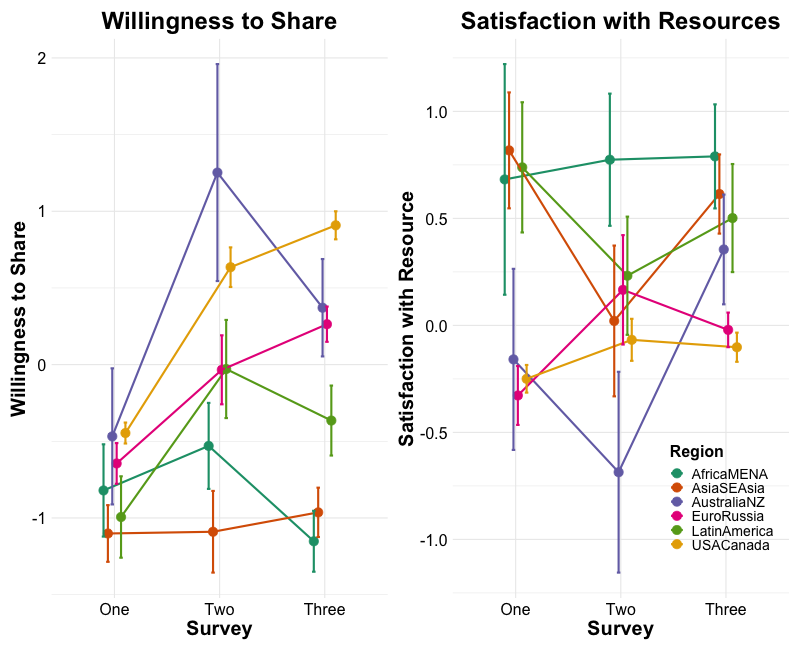 Willingness to Share
Willingness to Share
2
1
0
-1
One Two Three
Survey
Satisfaction with Resources
Satisfaction with Resource
1.0
0.5
0.0
-0.5
-1.0
Region
AfricaMENA
AsiaSEAsia
AustraliaNZ
EuroRussia
LatinAmerica
USACanada
One Two Three
Survey